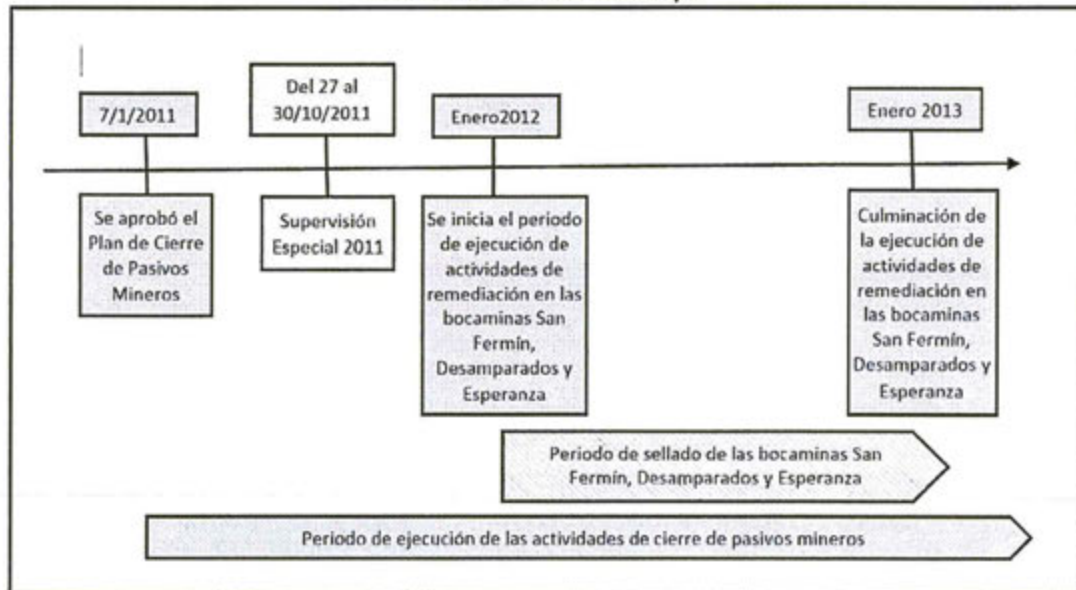 7/1/2011
Del 27 al
30/10/2011
Enero2012
Enero 2013
Se aprobó el
Plan de Cierre
de Pasivos
Mineros
Supervisión
Especial 2011
Se inicia el periodo
de ejecución de
actividades de
remediación en las
bocaminas San
Fermín,
Desamparados y
Esperanza
Culminación de
la ejecución de
actividades de
remediación en
las bocaminas
San Fermín,
Desamparados y
Esperanza
Periodo de sellado de las bocaminas San
Fermín, Desamparados y Esperanza
Periodo de ejecución de las actividades de cierre de pasivos mineros